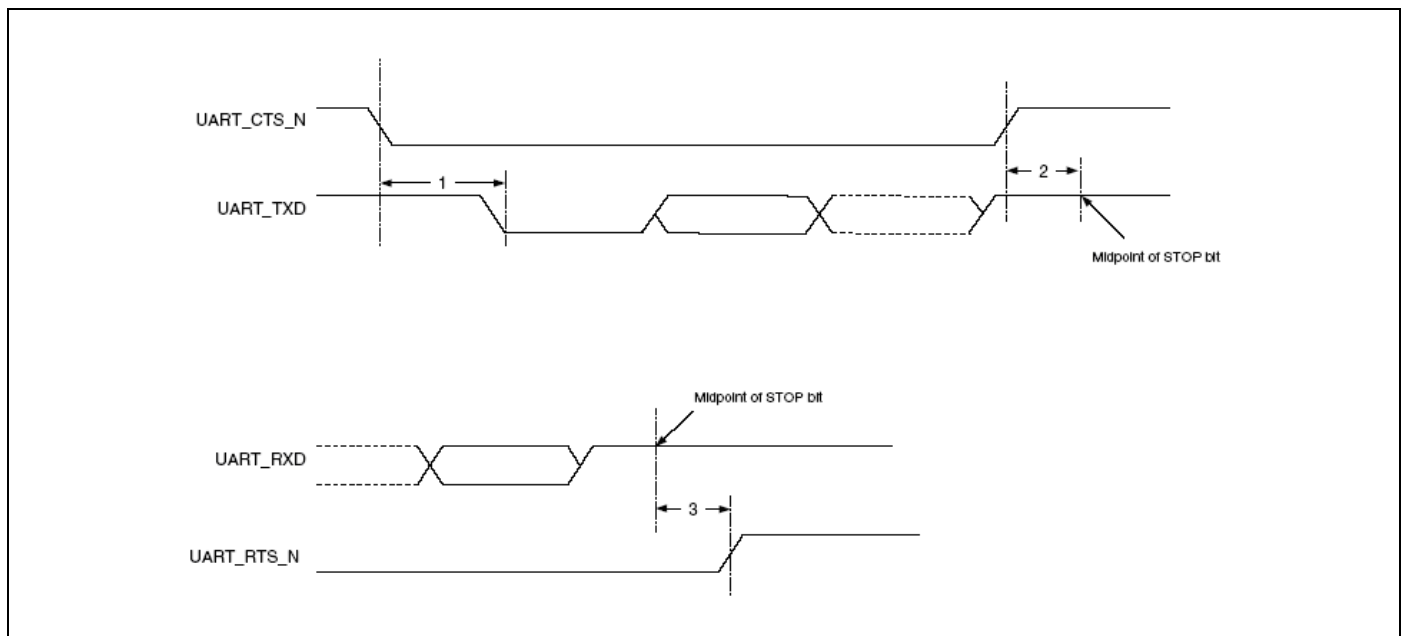 UART_CTS_N
1
2
UART_TXD
Midpoint of STOP bit
Midpoint of STOP bit
UART_RXD
3
UART_RTS_N